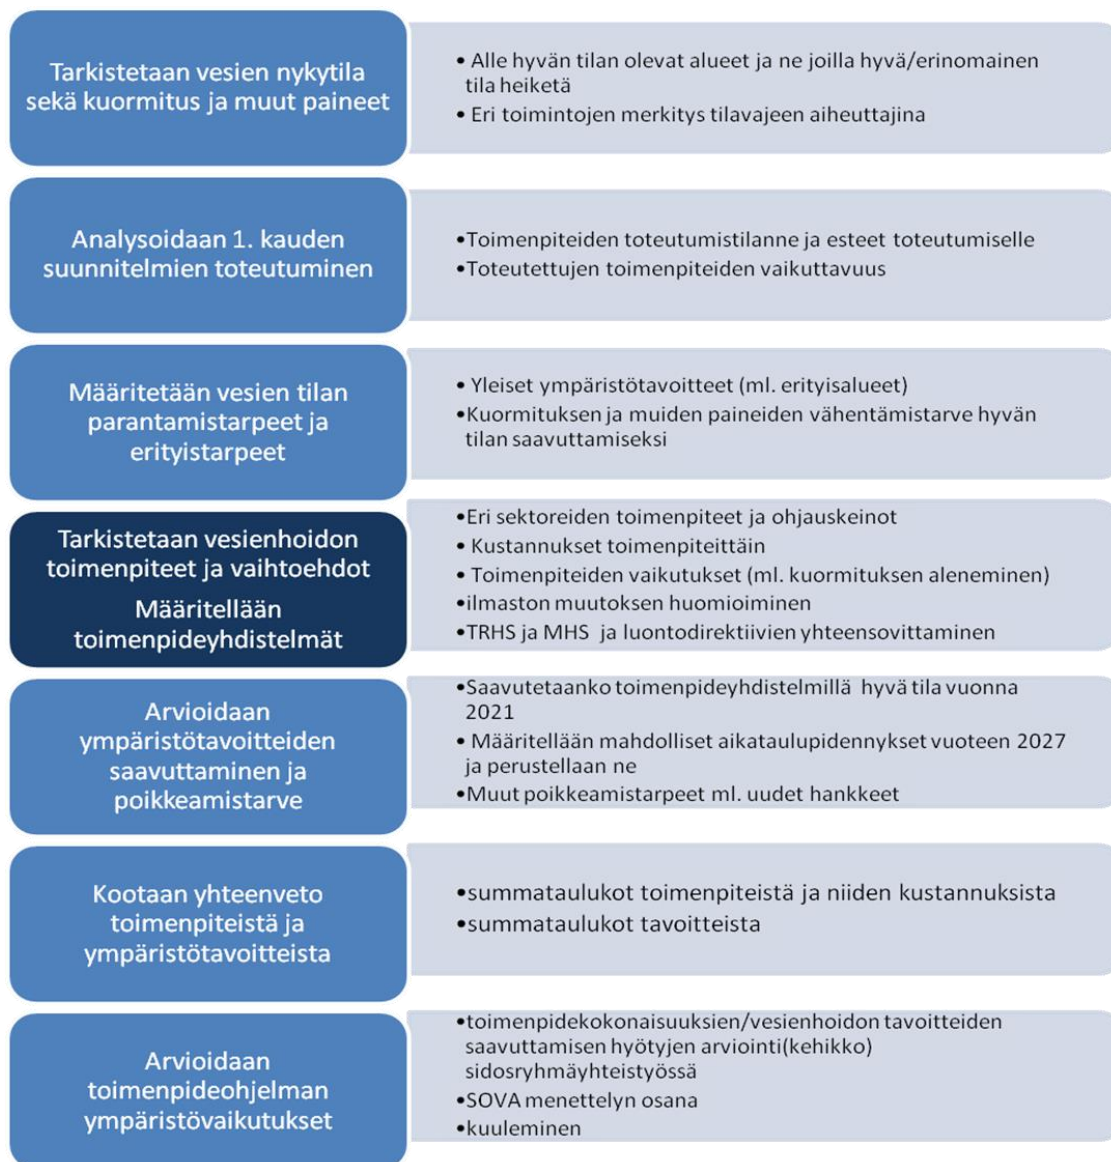 Tarkistetaan vesien nykytila
sekä kuormitus ja muut paineet
• Alle hyvän tilan olevat alueet ja ne joilla hyvä/erinomainen
tila heiketä
• Eri toimintojen merkitys tilavajeen aiheuttajina
Analysoidaan 1. kauden
suunnitelmien toteutuminen
•Toimenpiteiden toteutumistilanne ja esteet toteutumiselle
•Toteutettujen toimenpiteiden vaikuttavuus
Määritetään vesien tilan
parantamistarpeet ja
erityistarpeet
• Yleiset ympäristötavoitteet (ml. erityisalueet)
•Kuormituksen ja muiden paineiden vähentämistarve hyvän
tilan saavuttamiseksi
Tarkistetaan vesienhoidon
toimenpiteet ja vaihtoehdot
Määritellään
toimenpideyhdistelmät
•Eri sektoreiden toimenpiteet ja ohjauskeinot
• Kustannukset toimenpiteittäin
• Toimenpiteiden vaikutukset (ml. kuormituksen aleneminen)
•ilmaston muutoksen huomioiminen
•TRHS ja MHS ja luontodirektiivien yhteensovittaminen
Arvioidaan
ympäristötavoitteiden
saavuttaminen ja
poikkeamistarve
•Saavutetaanko toimenpideyhdistelmillä hyvä tila vuonna
2021
• Määritellään mahdolliset aikataulupidennykset vuoteen 2027
ja perustellaan ne
•Muut poikkeamistarpeet ml. uudet hankkeet
Kootaan yhteenveto
toimenpiteistä ja
ympäristötavoitteista
•summataulukot toimenpiteistä ja niiden kustannuksista
•summataulukot tavoitteista
Arvioidaan
toimenpideohjelman
ympäristövaikutukset
•toimenpidekokonaisuuksien/vesienhoidon tavoitteiden
saavuttamisen hyötyjen arviointi(kehikko)
sidosryhmäyhteistyössä
•SOVA menettelyn osana
•kuuleminen